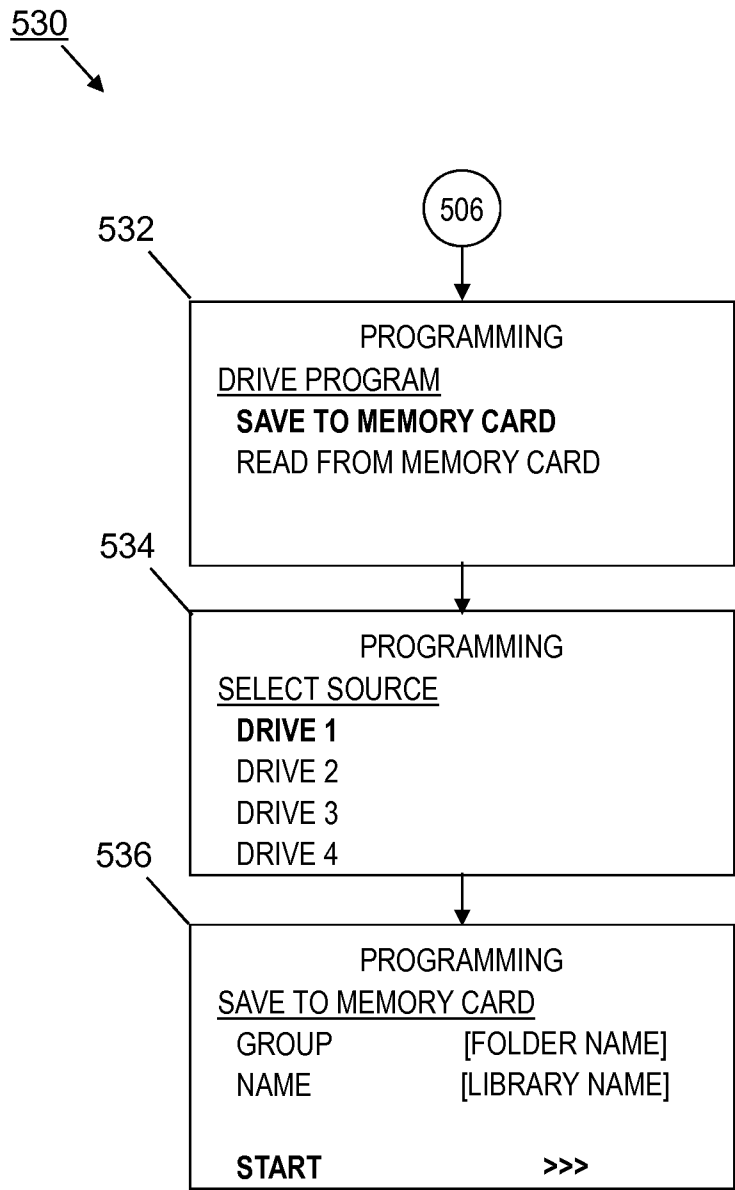 530
506
532
PROGRAMMING
DRIVE PROGRAM
SAVE TO MEMORY CARD
READ FROM MEMORY CARD
534
PROGRAMMING
SELECT SOURCE
DRIVE 1
DRIVE 2
DRIVE 3
DRIVE 4
536
PROGRAMMING
SAVE TO MEMORY CARD
GROUP [FOLDER NAME]
NAME [LIBRARY NAME]
START >>>